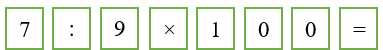 7 : 9 × 1 0 0 =